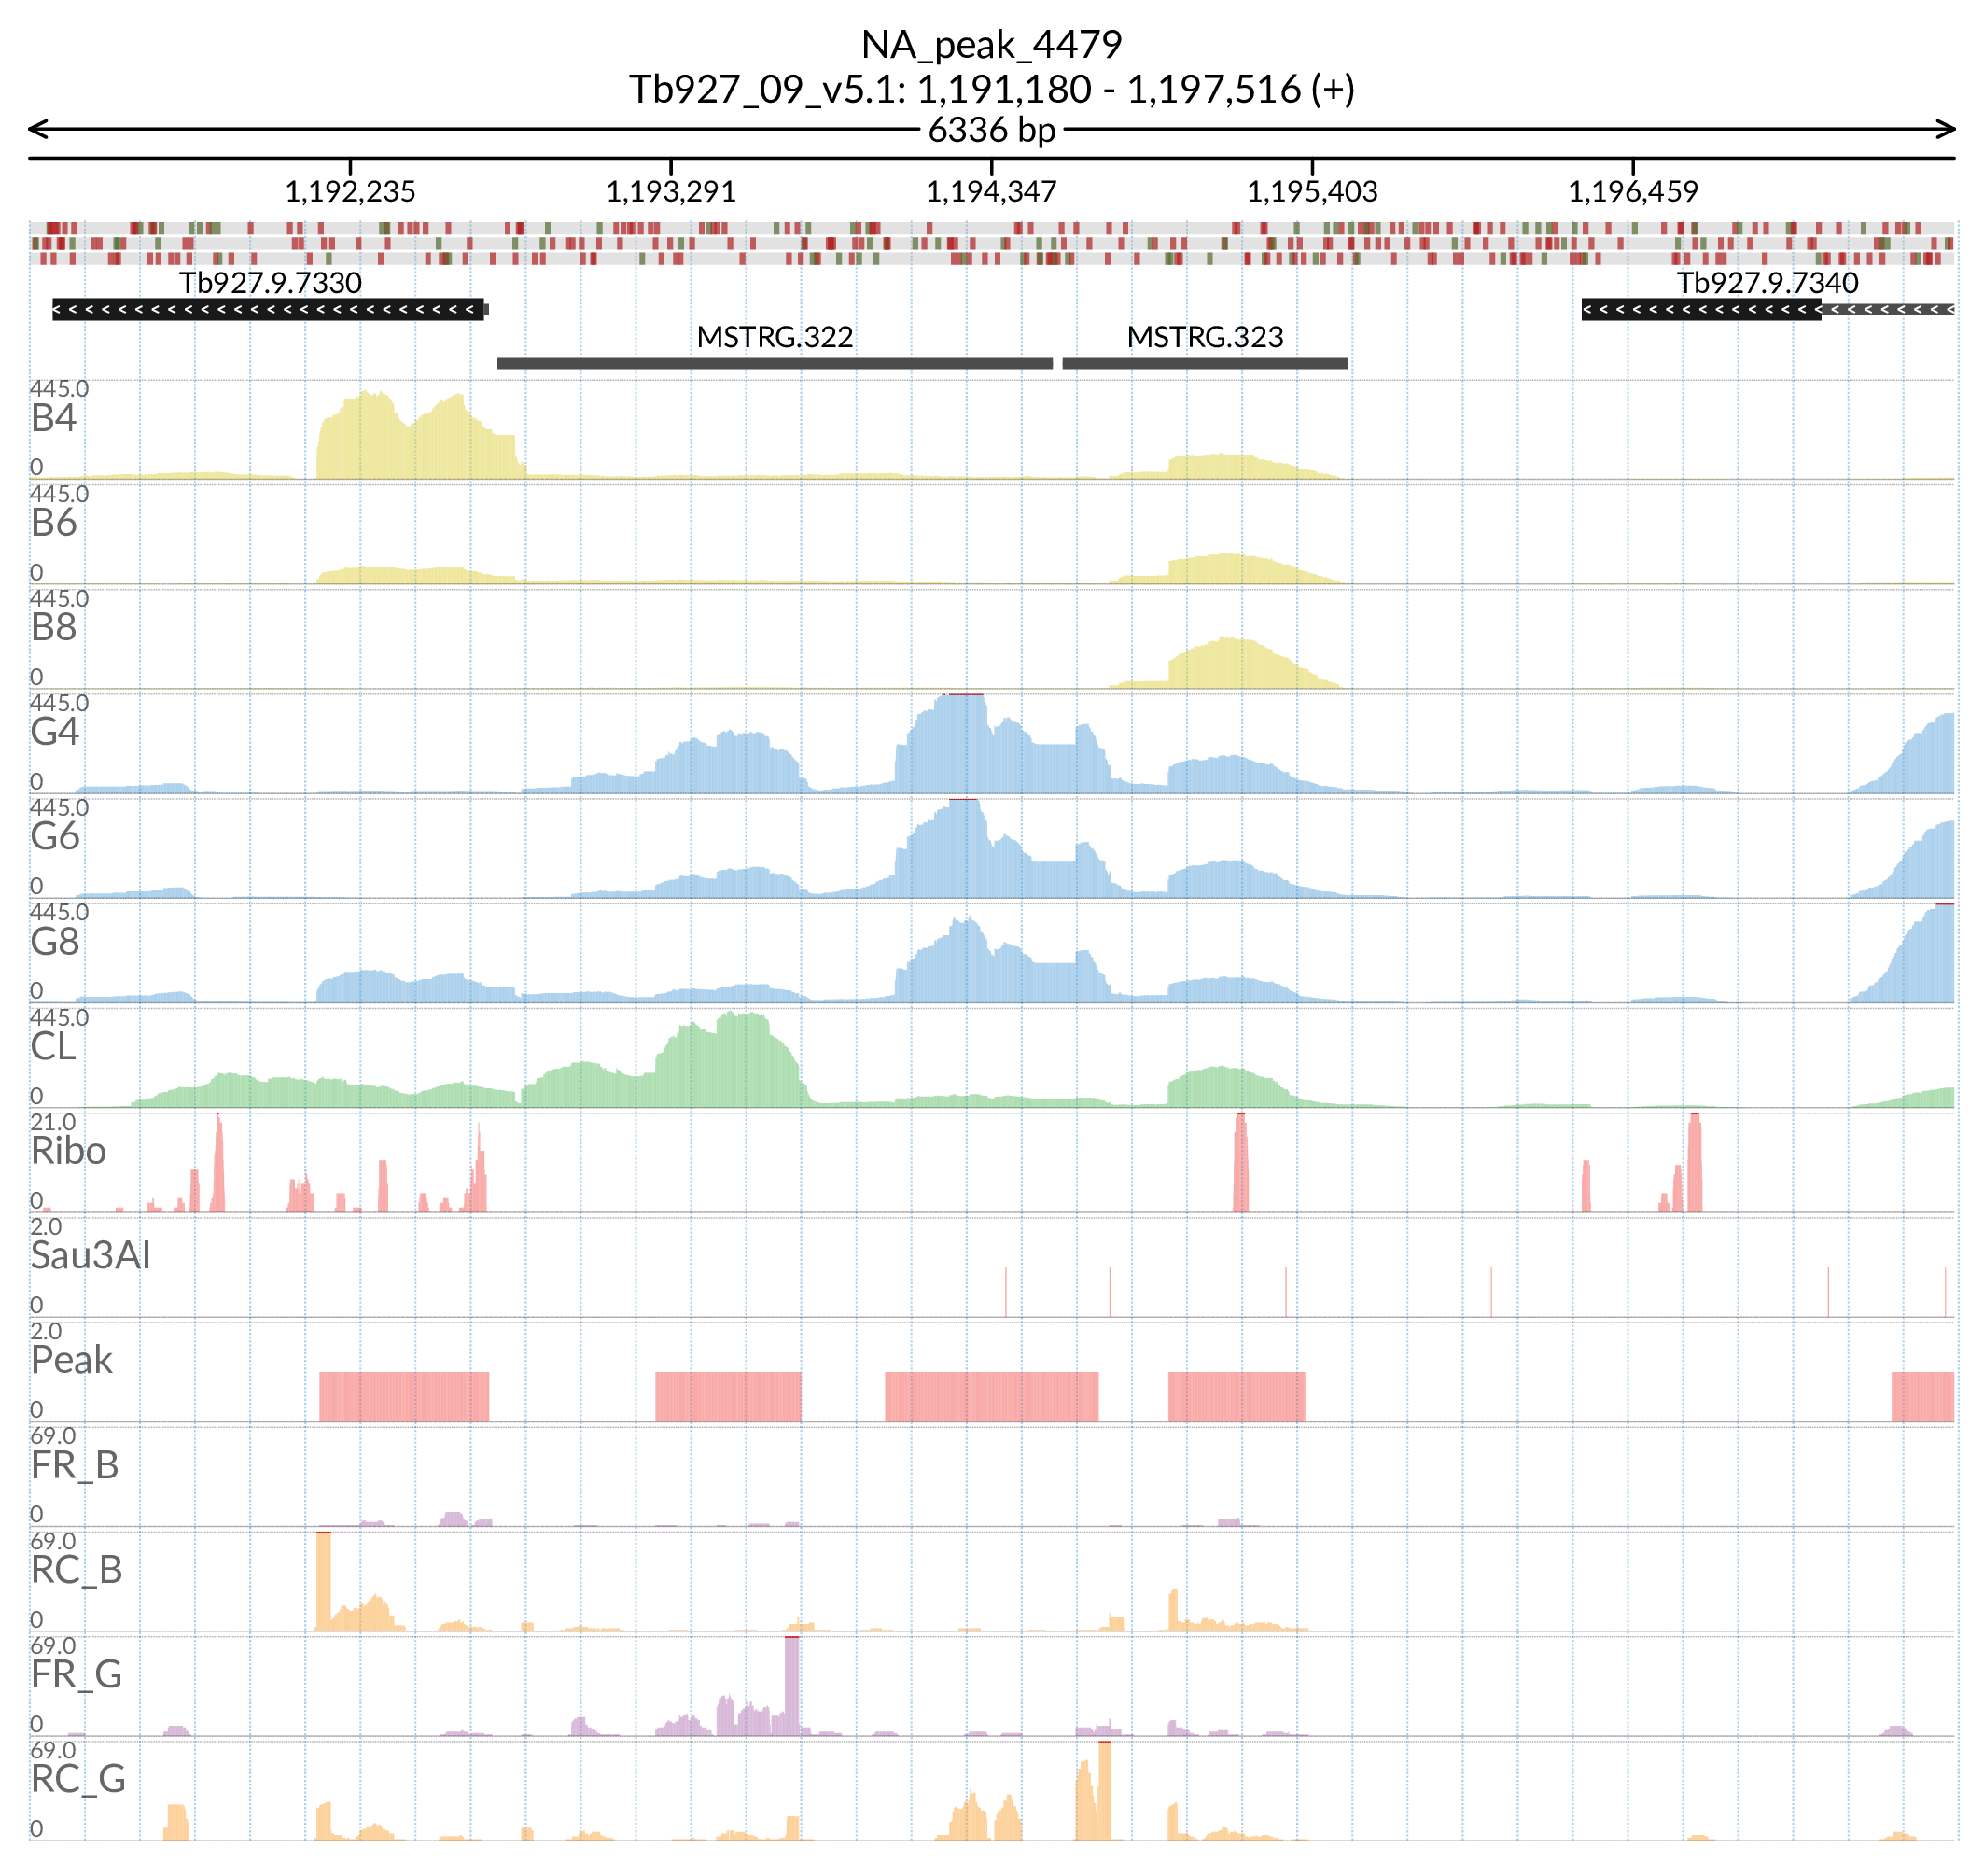 NA_peak_4479
Tb927_09_v5.1: 1,191,180 - 1,197,516 (+)
6336 bp
1,192,235 1,193,291 1,194,347 1,195,403 1,196,459
Tb927.9.7330 Tb927.9.7340
MSTRG.322 MSTRG.323
445.0
B4
0
445.0
B6
0
445.0
B8
0
445.0
G4
0
445.0
G6
0
445.0
G8
0
445.0
CL
0
21.0
Ribo
0
2.0
Sau3AI
0
2.0
Peak
0
69.0
FR_B
0
69.0
RC_B
0
69.0
FR_G
0
69.0
RC_G
0